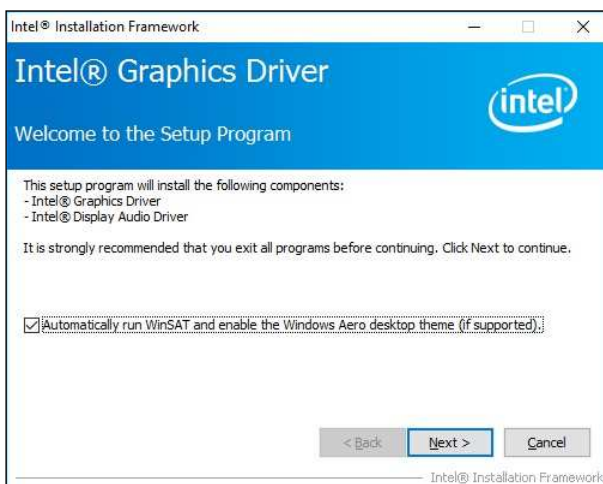 Intel® Installation Framework
Intel® Graphics Driver
intel
Welcome to the Setup Program
This setup program will install the following components:
- Intel® Graphics Driver
- Intel® Display Audio Driver
It is strongly recommended that you exit all programs before continuing. Click Next to continue.
Automatically run WinSAT and enable the Windows Aero desktop theme (if supported).
< Back Next > Cancel
Intel® Installation Framework